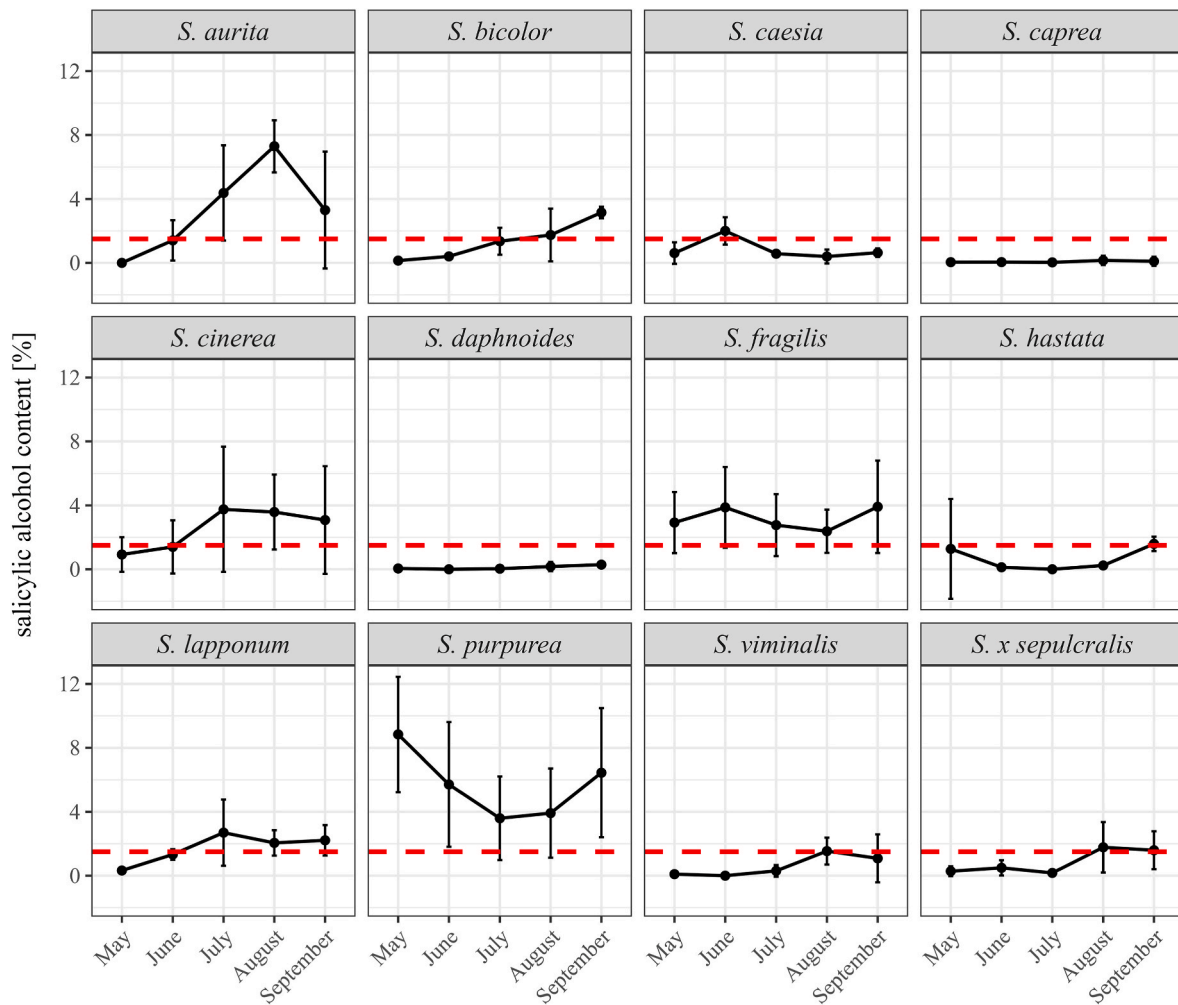 S. aurita S. bicolor S. caesia S. caprea
12
8
4
0
S. cinerea S. daphnoides S. fragilis S. hastata
12
8
4
0
salicylic alcohol content [%]
S. lapponum S. purpurea S. viminalis S. x sepulcralis
12
8
4
0
May June July August September May June July August September May June July August September May June July August September